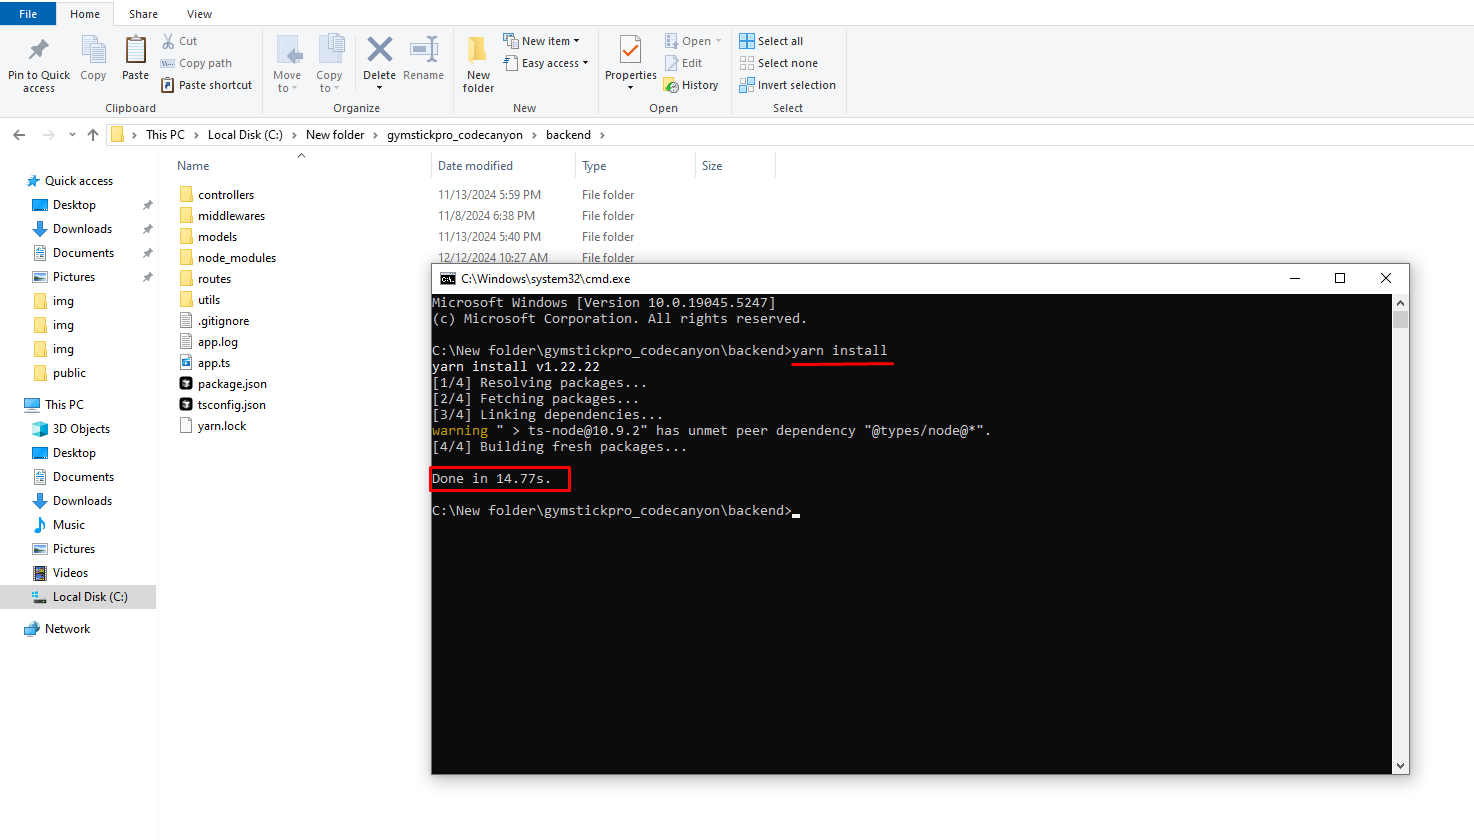 File Home Share View
Pin to Quick access
Copy
Paste
Cut
Copy path
Paste shortcut
Clipboard
Move to
Copy to
Delete
Rename
Organize
New folder
New item
Easy access
New
Properties
Open
Edit
History
Open
Select all
Select none
Invert selection
Select
This PC > Local Disk (C:) > New folder > gymstickpro_codecanyon > backend >
Quick access
Desktop
Downloads
Documents
Pictures
img
img
img
public
This PC
3D Objects
Desktop
Documents
Downloads
Music
Pictures
Videos
Local Disk (C:)
Network
Name Date modified Type Size
controllers 11/13/2024 5:59 PM File folder
middlewares 11/8/2024 6:38 PM File folder
models 11/13/2024 5:40 PM File folder
node_modules 12/12/2024 10:27 AM File folder
routes
utils
.gitignore
app.log
app.ts
package.json
tsconfig.json
yarn.lock
C:\Windows\system32\cmd.exe
Microsoft Windows [Version 10.0.19045.5247]
(c) Microsoft Corporation. All rights reserved.
C:\New folder\gymstickpro_codecanyon\backend>yarn install
yarn install v1.22.22
[1/4] Resolving packages...
[2/4] Fetching packages...
[3/4] Linking dependencies...
warning " > ts-node@10.9.2" has unmet peer dependency "@types/node@*".
[4/4] Building fresh packages...
Done in 14.77s.
C:\New folder\gymstickpro_codecanyon\backend>